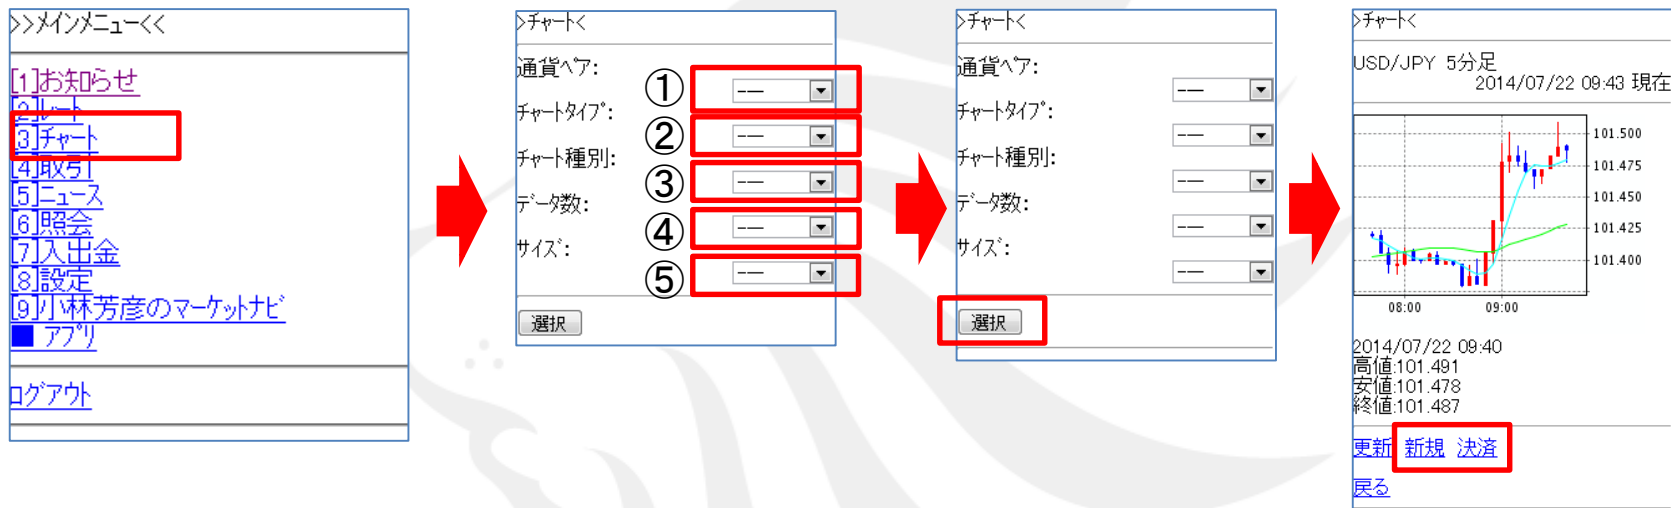 >>メインメニュー<<
[1]お知らせ
[2]レート
[3]チャート
[4]取引
[5]ニュース
[6]照会
[7]入出金
[8]設定
[9]小林芳彦のマーケットナビ
■ アプリ
ログアウト
>チャート<
通貨ペア:
① -----
チャートタイプ:
② -----
チャート種別:
③ -----
データ数:
④ -----
サイズ:
⑤ -----
選択
>チャート<
通貨ペア:
-----
チャートタイプ:
-----
チャート種別:
-----
データ数:
-----
サイズ:
-----
選択
>チャート<
USD/JPY 5分足
2014/07/22 09:43 現在
101.500
101.475
101.450
101.425
101.400
08:00 09:00
2014/07/22 09:40
高値:101.491
安値:101.478
終値:101.487
更新 新規 決済
戻る